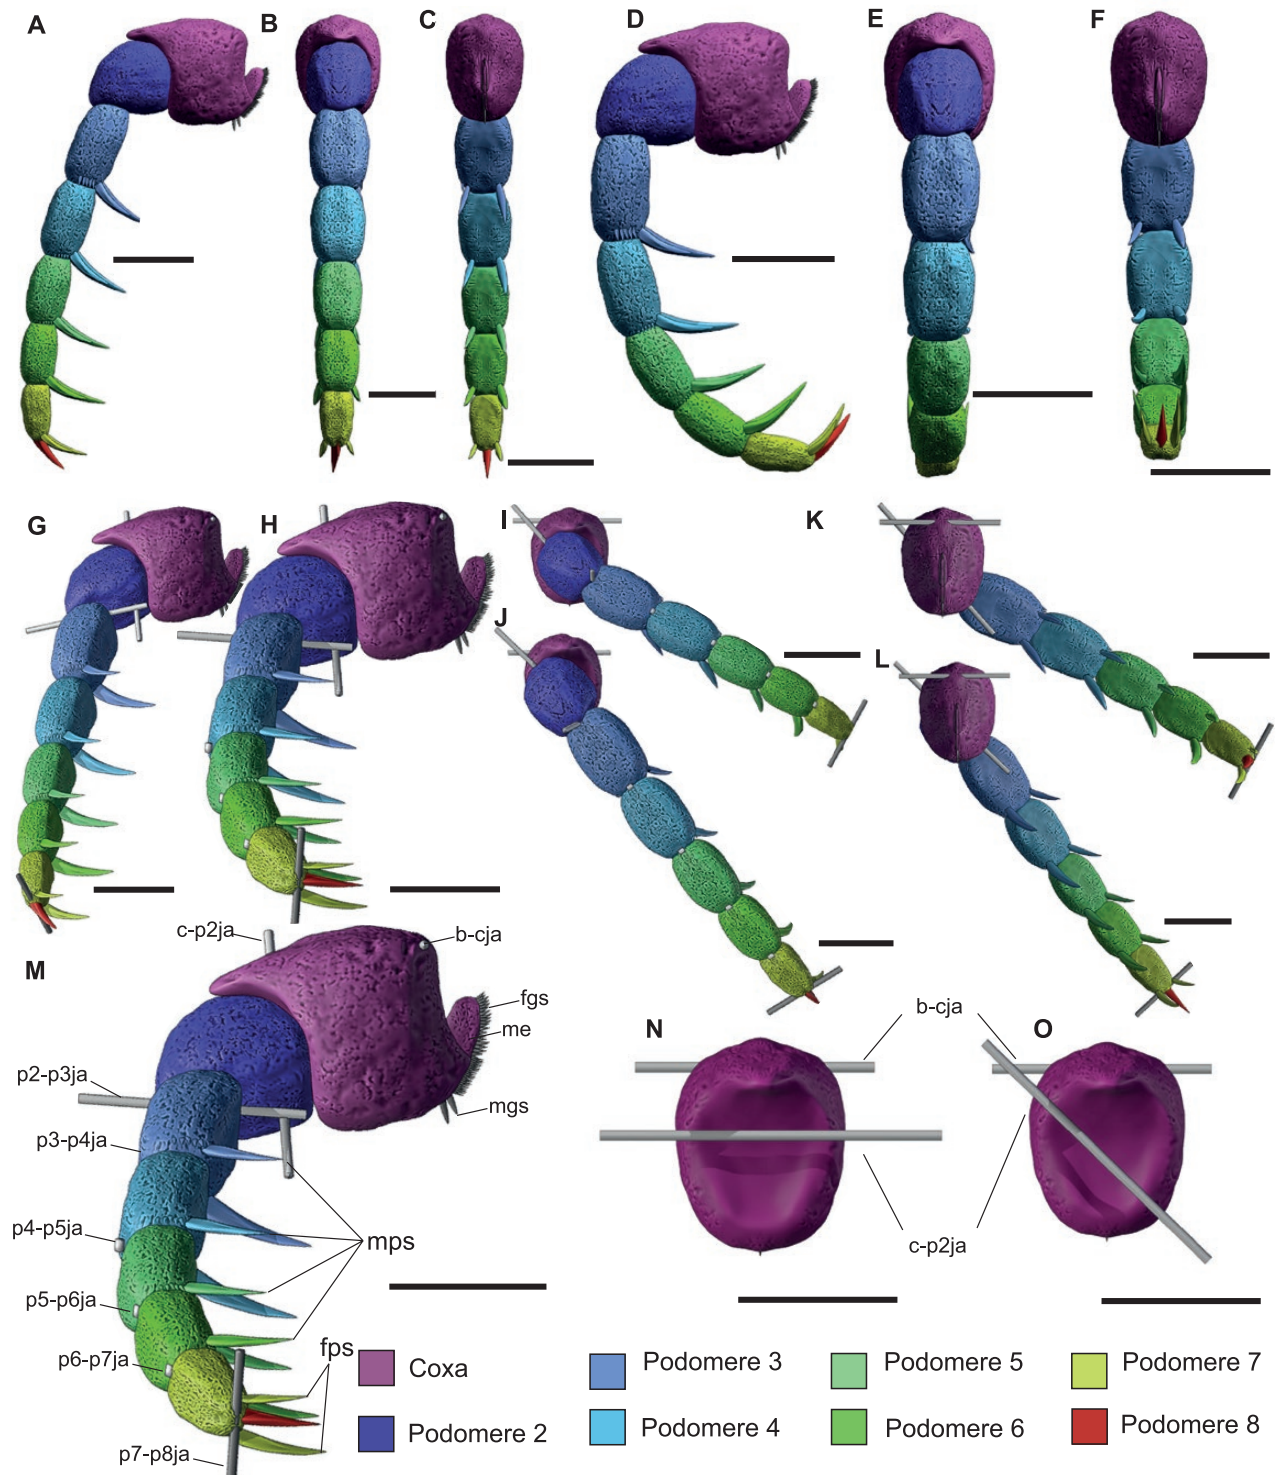 A
B
C
D
E
F
G
H
I
K
J
L
c-p2ja
b-cja
M
fgs
me
mgs
p2-p3ja
p3-p4ja
p4-p5ja
mps
p5-p6ja
p6-p7ja
fps
p7-p8ja
b-cja
N
O
c-p2ja
Coxa
Podomere 3
Podomere 5
Podomere 7
Podomere 2
Podomere 4
Podomere 6
Podomere 8